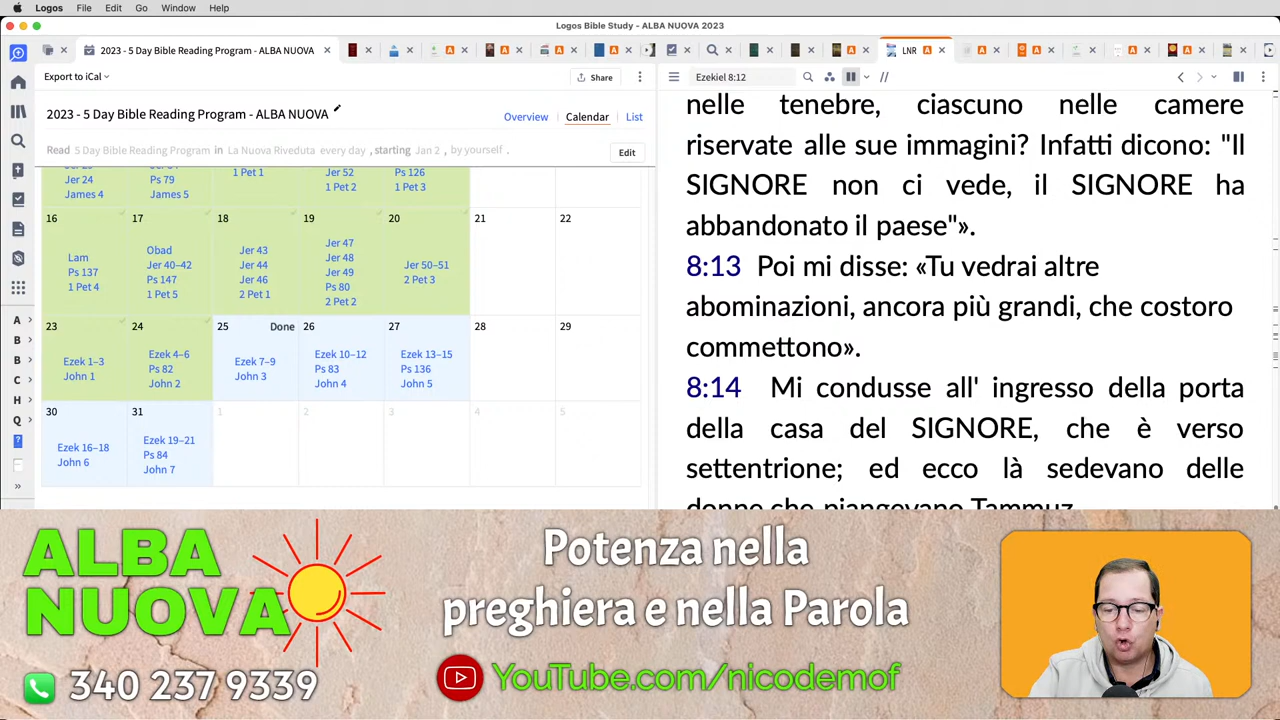 Logos File Edit Go Window Help
Logos Bible Study - ALBA NUOVA 2023
2023 - 5 Day Bible Reading Program - ALBA NUOVA
LNR
Export to iCal
Share
Ezekiel 8:12
2023 - 5 Day Bible Reading Program - ALBA NUOVA
Overview Calendar List
Read 5 Day Bible Reading Program in La Nuova Riveduta every day , starting Jan 2 , by yourself .
Edit
Jer 24
James 4
Ps 79
James 5
1 Pet 1
Jer 52
1 Pet 2
Ps 126
1 Pet 3
16
Lam
Ps 137
1 Pet 4
17
Obad
Jer 40–42
Ps 147
1 Pet 5
18
Jer 43
Jer 44
Jer 46
2 Pet 1
19
Jer 47
Jer 48
Jer 49
Ps 80
2 Pet 2
20
Jer 50–51
2 Pet 3
21
22
23
Ezek 1–3
John 1
24
Ezek 4–6
Ps 82
John 2
25 Done
Ezek 7–9
John 3
26
Ezek 10–12
Ps 83
John 4
27
Ezek 13–15
Ps 136
John 5
28
29
30
Ezek 16–18
John 6
31
Ezek 19–21
Ps 84
John 7
1
2
3
4
5
A
B
B
C
H
Q
nelle tenebre, ciascuno nelle camere
riservate alle sue immagini? Infatti dicono: "Il
SIGNORE non ci vede, il SIGNORE ha
abbandonato il paese"».
8:13 Poi mi disse: «Tu vedrai altre
abominazioni, ancora più grandi, che costoro
commettono».
8:14 Mi condusse all' ingresso della porta
della casa del SIGNORE, che è verso
settentrione; ed ecco là sedevano delle
donne che piangevano Tammuz.
ALBA
NUOVA
340 237 9339
Potenza nella
preghiera e nella Parola
YouTube.com/nicodemof